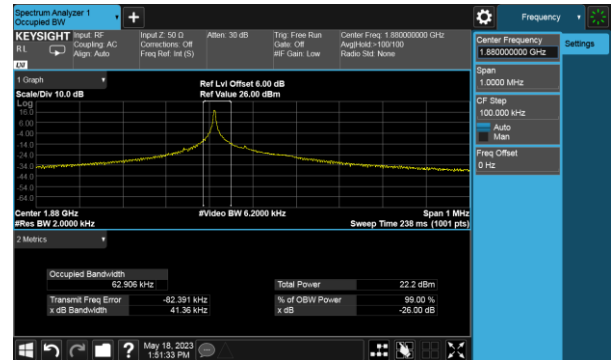 Spectrum Analyzer 1
Occupied BW
Frequency
KEYSIGHT
Input: RF
Coupling: AC
Align: Auto
Input Z: 50 Ω
Corrections: Off
Freq Ref: Int (S)
Atten: 30 dB
Trig: Free Run
Gate: Off
#IF Gain: Low
Center Freq: 1.880000000 GHz
Avg|Hold:>100/100
Radio Std: None
RL
LXI
1 Graph
Scale/Div 10.0 dB
Ref Lvl Offset 6.00 dB
Ref Value 26.00 dBm
Log
16.0
6.00
-4.00
-14.0
-24.0
-34.0
-44.0
-54.0
-64.0
Center 1.88 GHz
#Res BW 2.0000 kHz
#Video BW 6.2000 kHz
Span 1 MHz
Sweep Time 238 ms (1001 pts)
2 Metrics
Occupied Bandwidth
62.906 kHz
Total Power 22.2 dBm
Transmit Freq Error -82.391 kHz
% of OBW Power 99.00 %
x dB Bandwidth 41.36 kHz
x dB -26.00 dB
Center Frequency
1.880000000 GHz
Settings
Span
1.0000 MHz
CF Step
100.000 kHz
Auto
Man
Freq Offset
0 Hz
?
May 18, 2023
1:51:33 PM